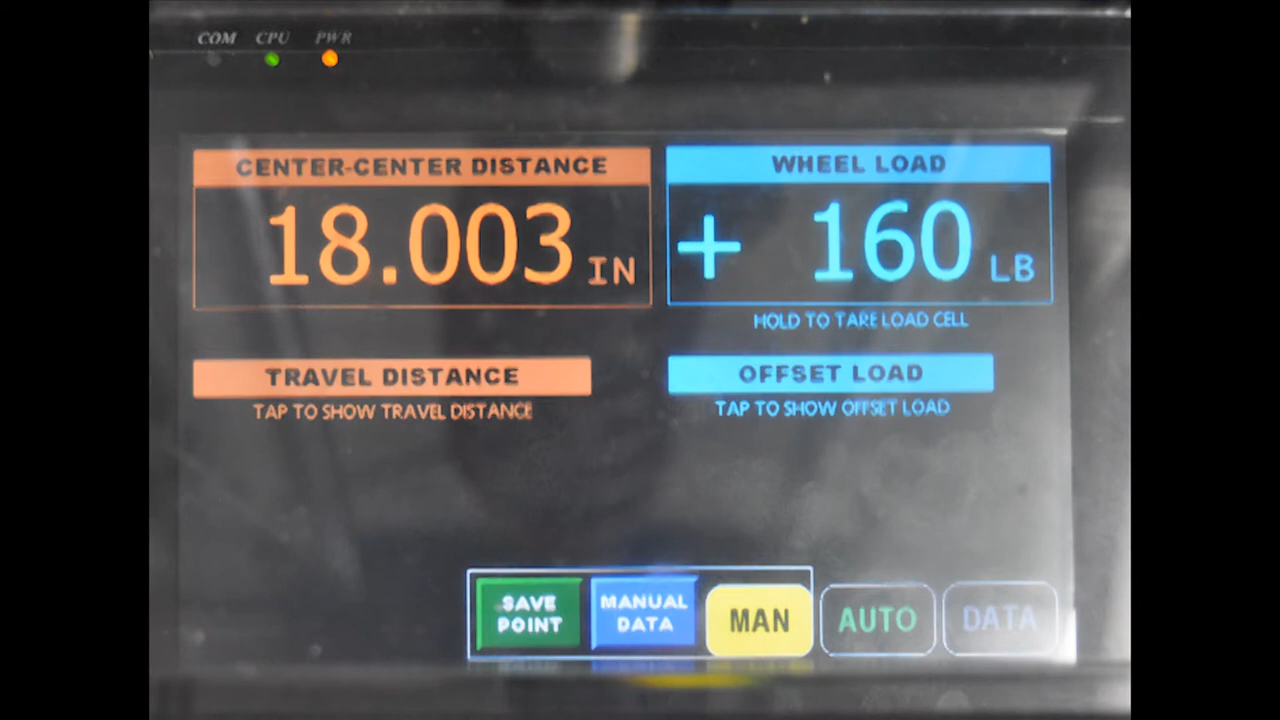 COM CPU PWR
CENTER-CENTER DISTANCE
18.003 IN
WHEEL LOAD
+ 160 LB
HOLD TO TARE LOAD CELL
TRAVEL DISTANCE
TAP TO SHOW TRAVEL DISTANCE
OFFSET LOAD
TAP TO SHOW OFFSET LOAD
SAVE
POINT
MANUAL
DATA
MAN
AUTO
DATA